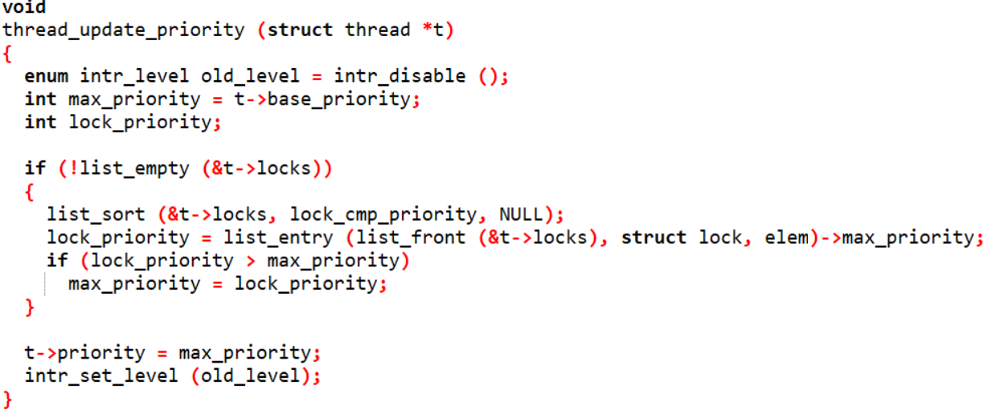 void
thread_update_priority (struct thread *t)
{
  enum intr_level old_level = intr_disable ();
  int max_priority = t->base_priority;
  int lock_priority;

  if (!list_empty (&t->locks))
  {
    list_sort (&t->locks, lock_cmp_priority, NULL);
    lock_priority = list_entry (list_front (&t->locks), struct lock, elem)->max_priority;
    if (lock_priority > max_priority)
      max_priority = lock_priority;
  }

  t->priority = max_priority;
  intr_set_level (old_level);
}